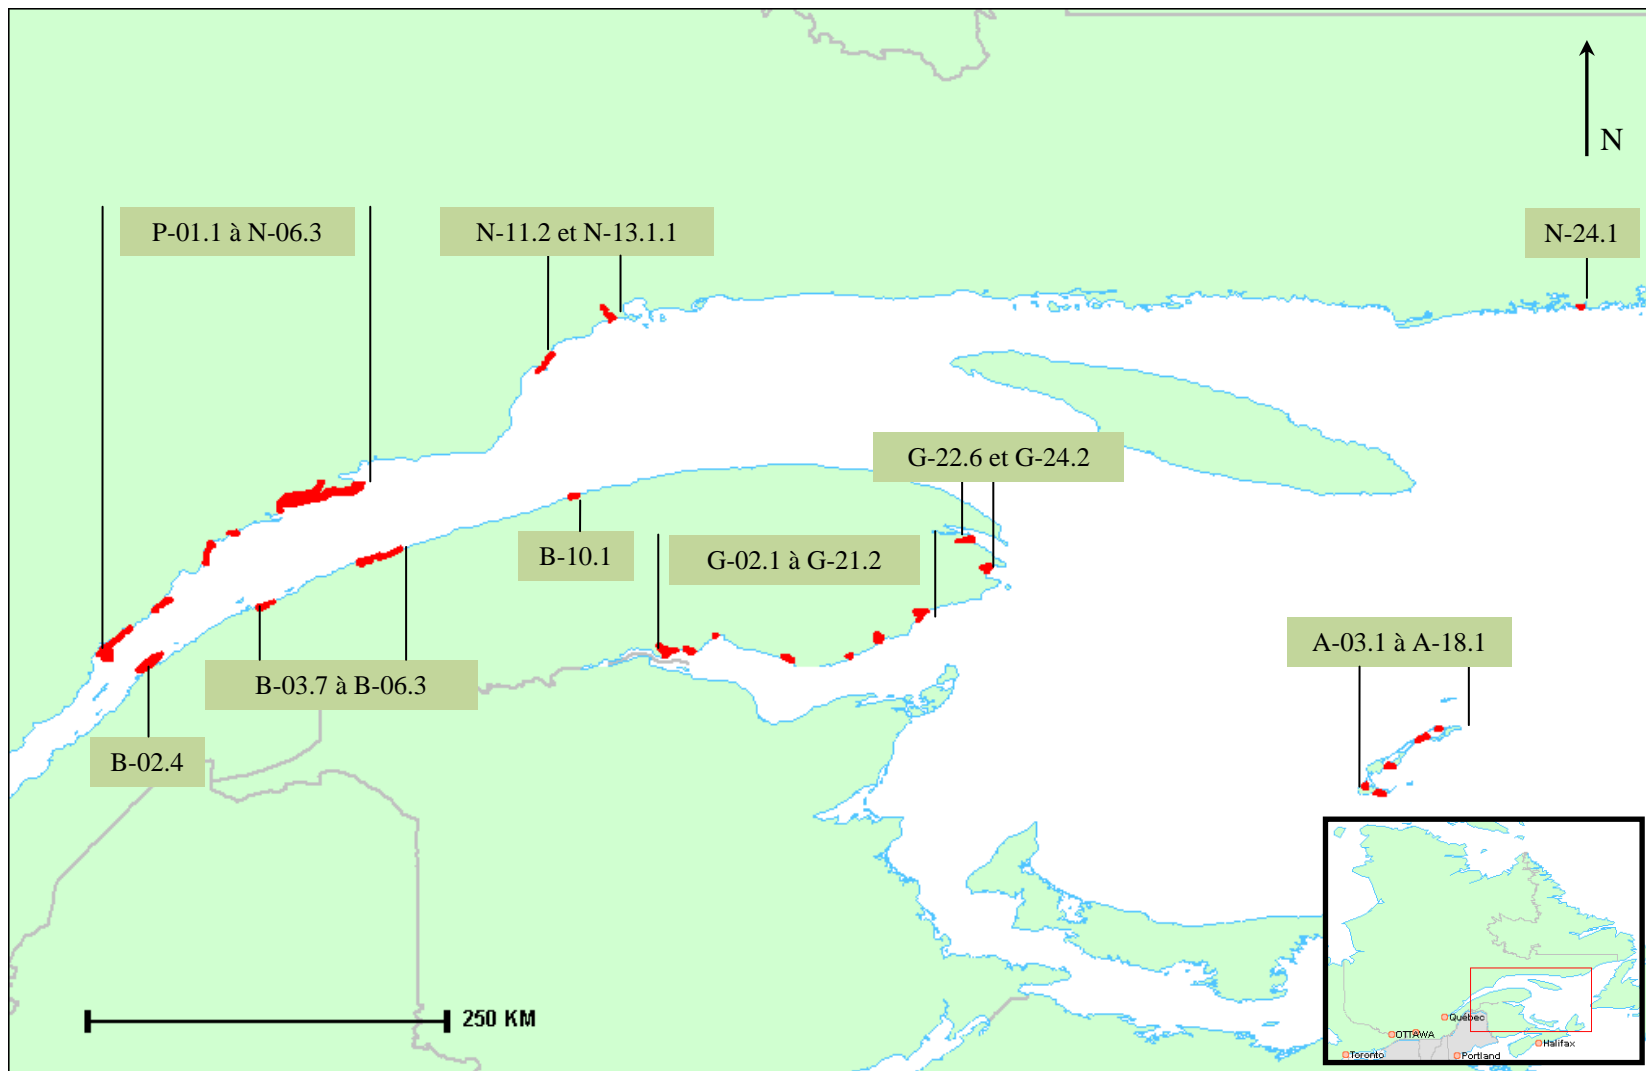 N
P-01.1 à N-06.3
N-11.2 et N-13.1.1
N-24.1
G-22.6 et G-24.2
B-10.1
G-02.1 à G-21.2
A-03.1 à A-18.1
B-03.7 à B-06.3
B-02.4
250 KM
Québec
OTTAWA
Halifax
Toronto
Portland